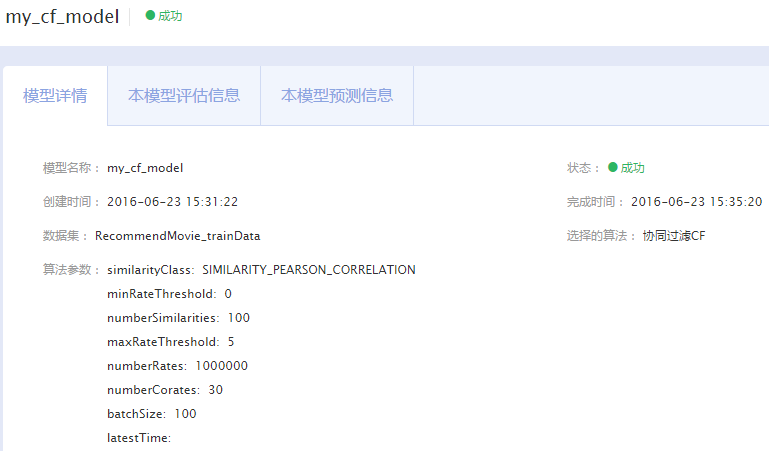 my_cf_model 成功
模型详情 本模型评估信息 本模型预测信息
模型名称： my_cf_model 状态： 成功
创建时间： 2016-06-23 15:31:22 完成时间： 2016-06-23 15:35:20
数据集： RecommendMovie_trainData 选择的算法： 协同过滤CF
算法参数： similarityClass: SIMILARITY_PEARSON_CORRELATION
minRateThreshold: 0
numberSimilarities: 100
maxRateThreshold: 5
numberRates: 1000000
numberCorates: 30
batchSize: 100
latestTime: